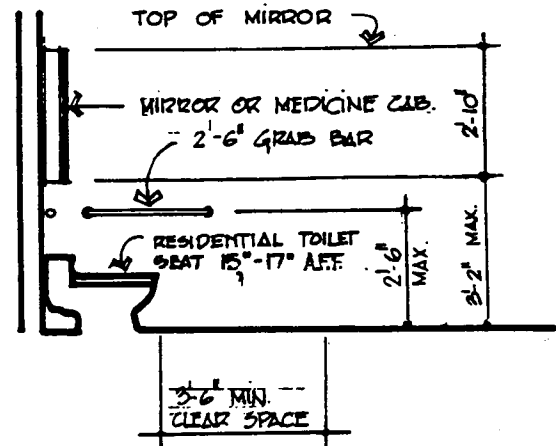 TOP OF MIRROR
MIRROR OR MEDICINE CAB.
2'-6" GRAB BAR
2'-10"
RESIDENTIAL TOILET
SEAT 15"-17" A.F.F.
2'-6"
MAX.
3'-2" MAX.
3'-6" MIN.
CLEAR SPACE